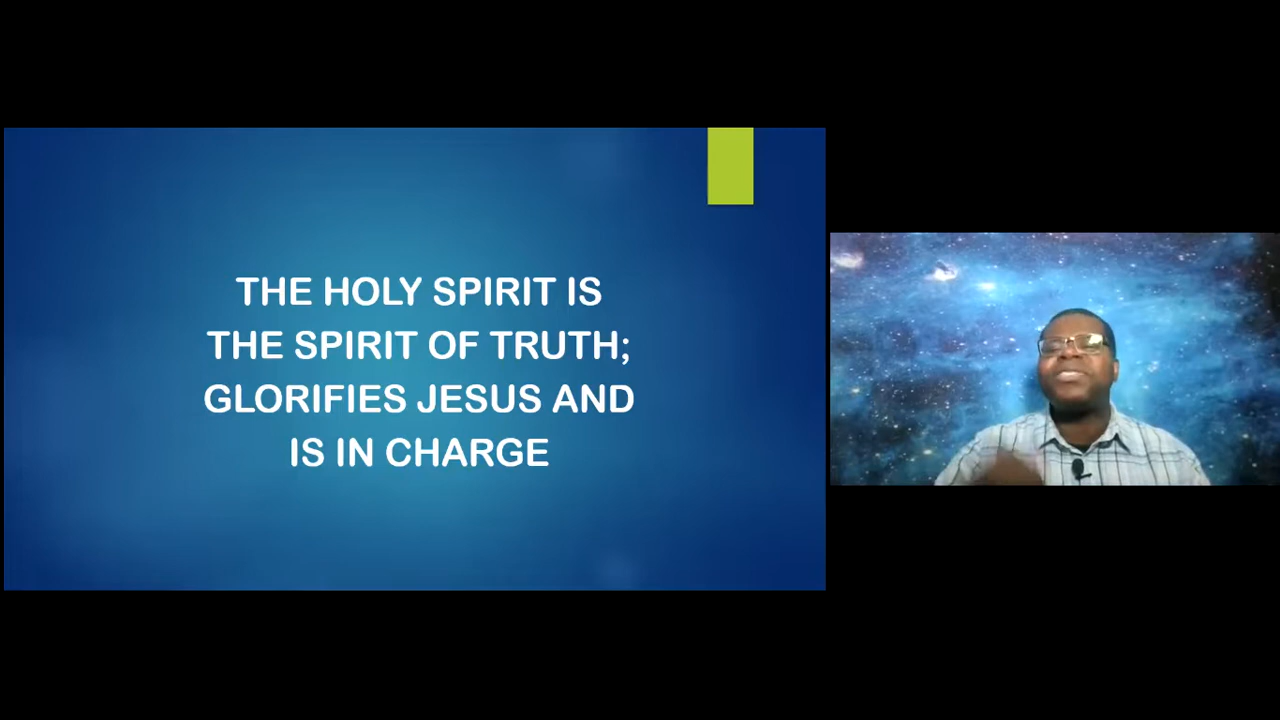 THE HOLY SPIRIT IS
THE SPIRIT OF TRUTH;
GLORIFIES JESUS AND
IS IN CHARGE